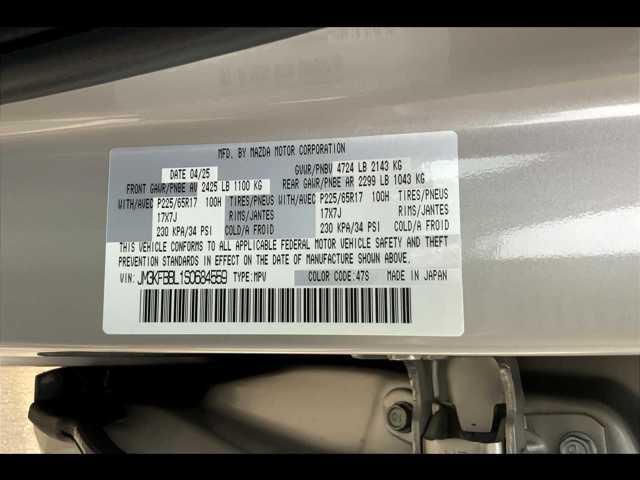 MFD. BY MAZDA MOTOR CORPORATION
DATE 04/25 GVWR/PNBV 4724 LB 2143 KG
FRONT GAWR/PNBE AV 2425 LB 1100 KG REAR GAWR/PNBE AR 2299 LB 1043 KG
WITH/AVEC P225/65R17 100H TIRES/PNEUS P225/65R17 100H TIRES/PNEUS
17X7J RIMS/JANTES 17X7J RIMS/JANTES
230 KPA/34 PSI COLD/A FROID 230 KPA/34 PSI COLD/A FROID
THIS VEHICLE CONFORMS TO ALL APPLICABLE FEDERAL MOTOR VEHICLE SAFETY AND THEFT
PREVENTION STANDARDS IN EFFECT ON THE DATE OF MANUFACTURE SHOWN ABOVE.
VIN: JM3KFBBL1S0684559 TYPE:MPV COLOR CODE:47S MADE IN JAPAN